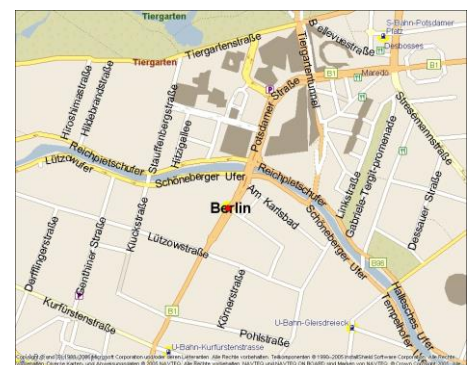 Tiergarten
Bellevuestraße
S-Bahn-Potsdamer
Platz
Desbosses
Tiergartenstraße
Tiergarten
Maredo
B1
Hiroshimastraße
Hildebrandstraße
Stauffenbergstraße
Hitzigallee
Potsdamer Straße
Tiergartentunnel
Stresemannstraße
Reichpietschufer
Lützowufer
Schöneberger Ufer
Reichpietschufer
Linkstraße
Gabriele-Tergit-promenade
Am Karlsbad
Berlin
Schöneberger Ufer
Dessauer Straße
Derfflingerstraße
Genthiner Straße
Kluckstraße
Lützowstraße
B96
Hallesches Ufer
Tempelhofer Ufer
Körnerstraße
B1
Kurfürstenstraße
Pohlstraße
U-Bahn-Gleisdreieck
U-Bahn-Kurfürstenstrasse